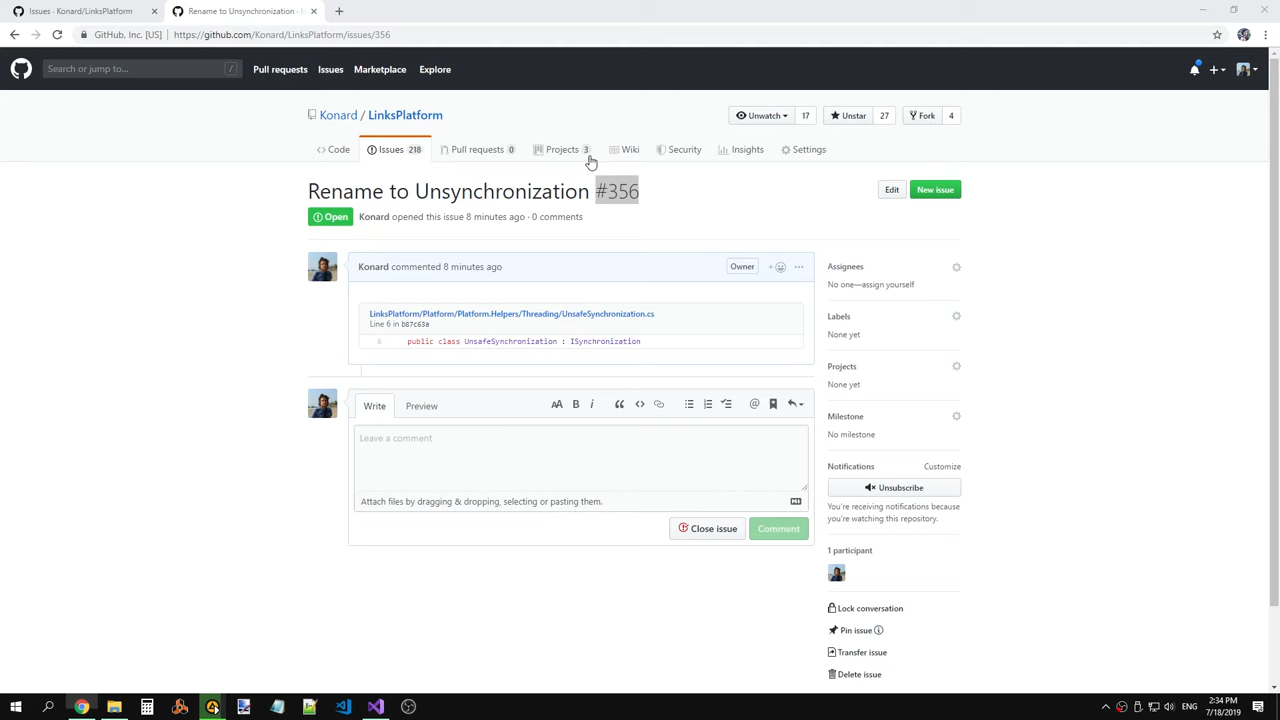 Issues · Konard/LinksPlatform
Rename to Unsynchronization ·
GitHub, Inc. [US]
https://github.com/Konard/LinksPlatform/issues/356
Search or jump to...
/
Pull requests
Issues
Marketplace
Explore
Konard / LinksPlatform
Unwatch 17
Unstar 27
Fork 4
Code
Issues 218
Pull requests 0
Projects 3
Wiki
Security
Insights
Settings
Rename to Unsynchronization #356
Edit
New issue
Open
Konard opened this issue 8 minutes ago · 0 comments
Konard commented 8 minutes ago
Owner
LinksPlatform/Platform/Platform.Helpers/Threading/UnsafeSynchronization.cs
Line 6 in b87c63a
6 public class UnsafeSynchronization : ISynchronization
Write
Preview
Leave a comment
Attach files by dragging & dropping, selecting or pasting them.
Close issue
Comment
Assignees
No one—assign yourself
Labels
None yet
Projects
None yet
Milestone
No milestone
Notifications
Customize
Unsubscribe
You're receiving notifications because
you're watching this repository.
1 participant
Lock conversation
Pin issue
Transfer issue
Delete issue
ENG
2:34 PM
7/18/2019